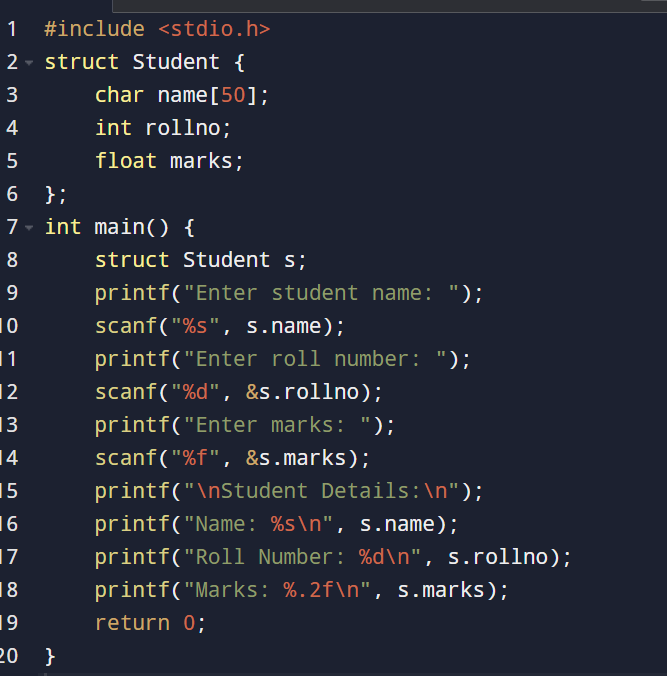 1 #include <stdio.h>
2 struct Student {
3     char name[50];
4     int rollno;
5     float marks;
6 };
7 int main() {
8     struct Student s;
9     printf("Enter student name: ");
10     scanf("%s", s.name);
11     printf("Enter roll number: ");
12     scanf("%d", &s.rollno);
13     printf("Enter marks: ");
14     scanf("%f", &s.marks);
15     printf("\nStudent Details:\n");
16     printf("Name: %s\n", s.name);
17     printf("Roll Number: %d\n", s.rollno);
18     printf("Marks: %.2f\n", s.marks);
19     return 0;
20 }